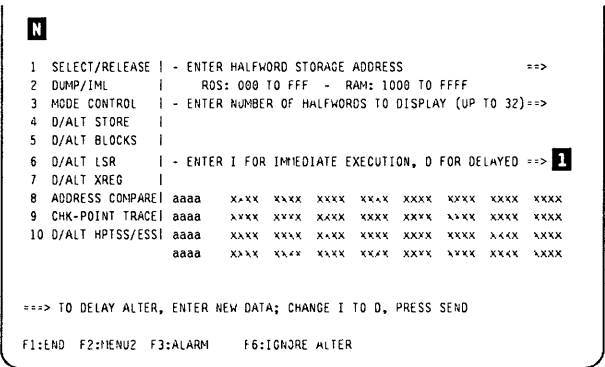 N
1 SELECT/RELEASE | - ENTER HALFWORD STORAGE ADDRESS ==>
2 DUMP/IML | ROS: 000 TO FFF - RAM: 1000 TO FFFF
3 MODE CONTROL | - ENTER NUMBER OF HALFWORDS TO DISPLAY (UP TO 32)==>
4 D/ALT STORE |
5 D/ALT BLOCKS |
6 D/ALT LSR | - ENTER I FOR IMMEDIATE EXECUTION, D FOR DELAYED ==> 1
7 D/ALT XREG |
8 ADDRESS COMPARE| aaaa xxxx xxxx xxxx xxxx xxxx xxxx xxxx xxxx
9 CHK-POINT TRACE| aaaa xxxx xxxx xxxx xxxx xxxx xxxx xxxx xxxx
10 D/ALT HPTSS/ESS| aaaa xxxx xxxx xxxx xxxx xxxx xxxx xxxx xxxx
aaaa xxxx xxxx xxxx xxxx xxxx xxxx xxxx xxxx
===> TO DELAY ALTER, ENTER NEW DATA; CHANGE I TO D, PRESS SEND
F1:END F2:MENU2 F3:ALARM F6:IGNORE ALTER